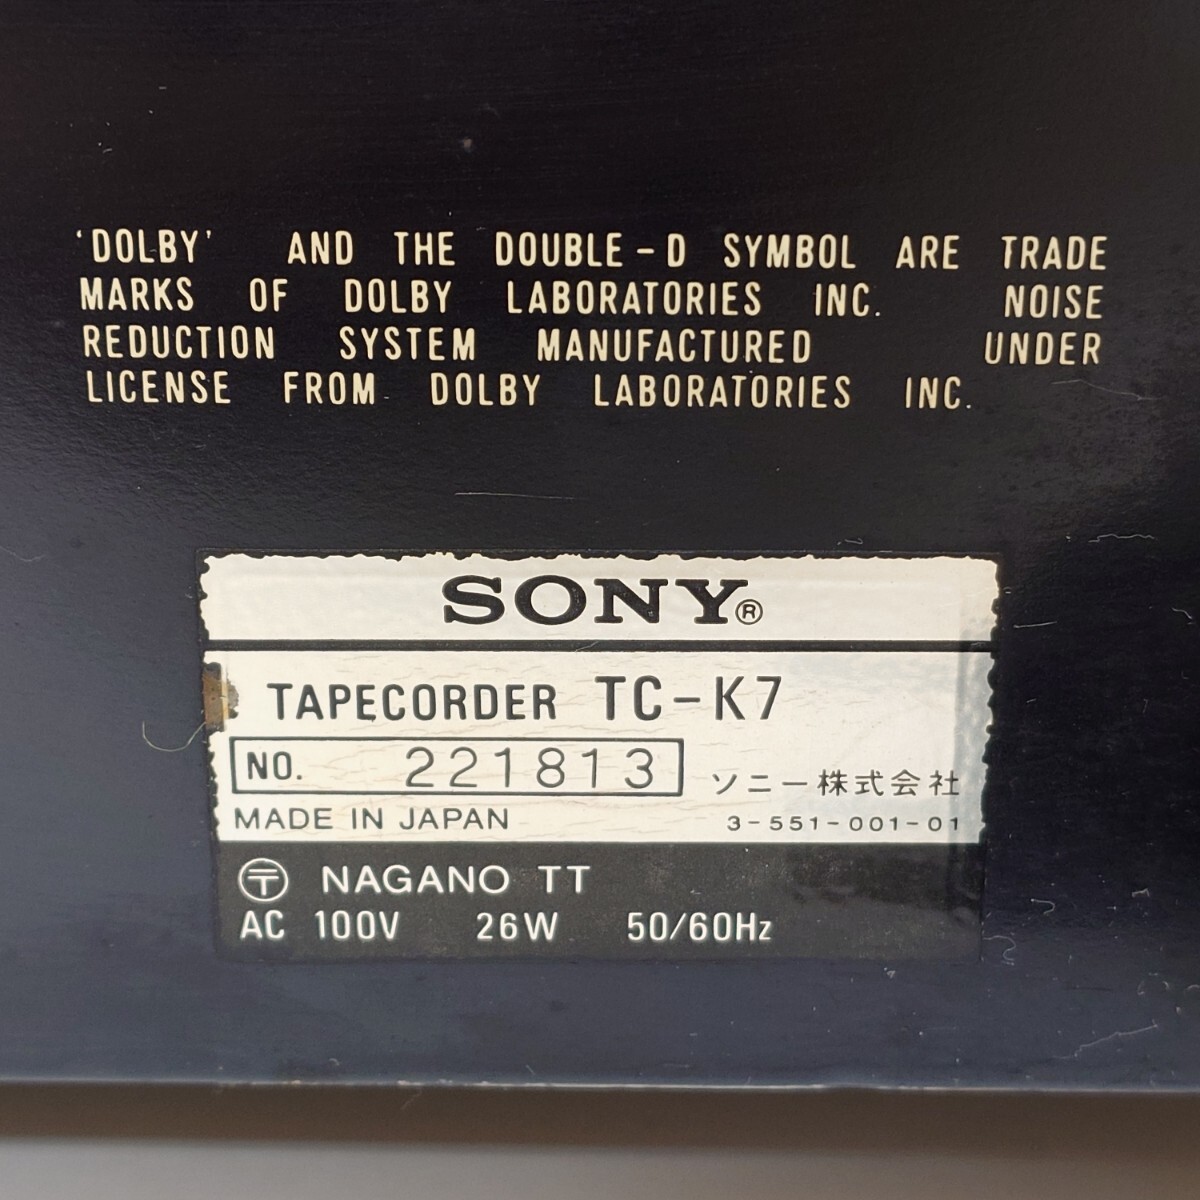 'DOLBY' AND THE DOUBLE-D SYMBOL ARE TRADE
MARKS OF DOLBY LABORATORIES INC. NOISE
REDUCTION SYSTEM MANUFACTURED UNDER
LICENSE FROM DOLBY LABORATORIES INC.
SONY®
TAPECORDER TC-K7
NO. 221813
ソニー株式会社
MADE IN JAPAN 3-551-001-01
〶 NAGANO TT
AC 100V 26W 50/60Hz